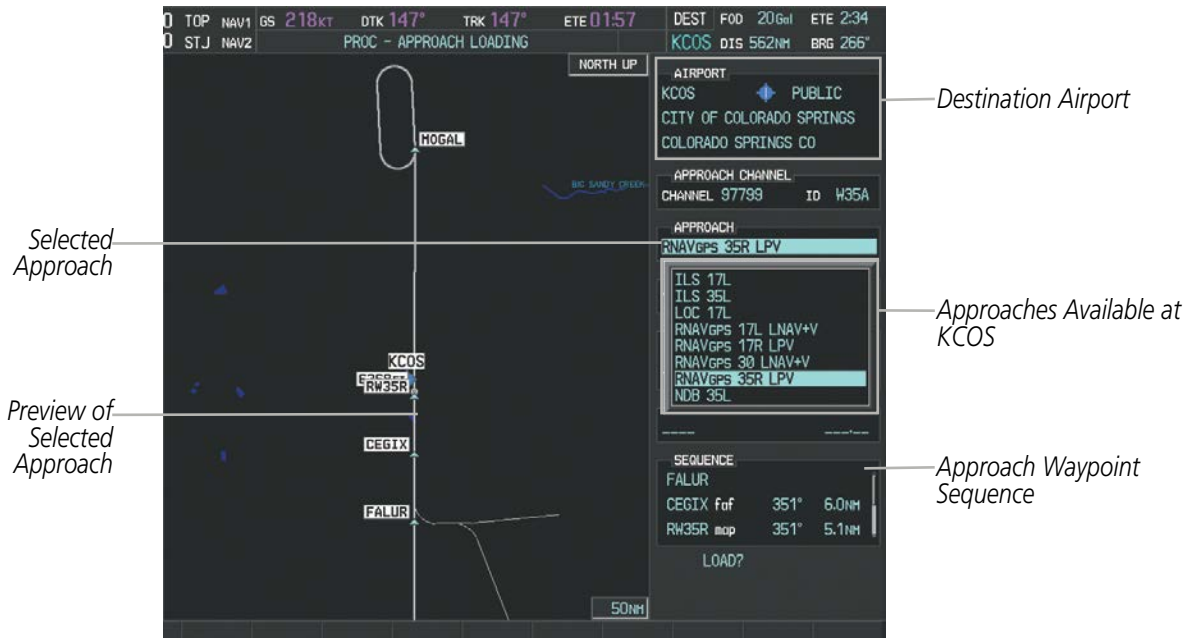 0 TOP NAV1 GS 218KT DTK 147° TRK 147° ETE 01:57 DEST FOD 20Gal ETE 2:34
0 STJ NAV2 PROC - APPROACH LOADING KCOS DIS 562NM BRG 266°
NORTH UP
MOGAL
BIG SANDY CREEK
KCOS
RW35R
CEGIX
FALUR
50NM
AIRPORT
KCOS PUBLIC
CITY OF COLORADO SPRINGS
COLORADO SPRINGS CO
APPROACH CHANNEL
CHANNEL 97799 ID W35A
APPROACH
RNAVGPS 35R LPV
ILS 17L
ILS 35L
LOC 17L
RNAVGPS 17L LNAV+V
RNAVGPS 17R LPV
RNAVGPS 30 LNAV+V
RNAVGPS 35R LPV
NDB 35L
____ ___.__
SEQUENCE
FALUR
CEGIX faf 351° 6.0NM
RW35R map 351° 5.1NM
LOAD?
Selected
Approach
Preview of
Selected
Approach
Destination Airport
Approaches Available at
KCOS
Approach Waypoint
Sequence